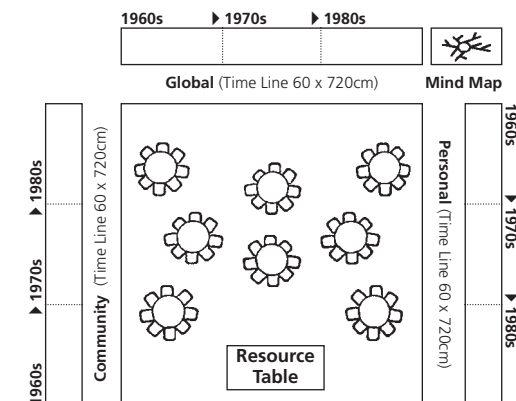 1960s ▶ 1970s ▶ 1980s
Global (Time Line 60 x 720cm)
Mind Map
1960s ▶ 1970s ▶ 1980s
Community (Time Line 60 x 720cm)
Personal (Time Line 60 x 720cm)
1960s ▶ 1970s ▶ 1980s
Resource
Table